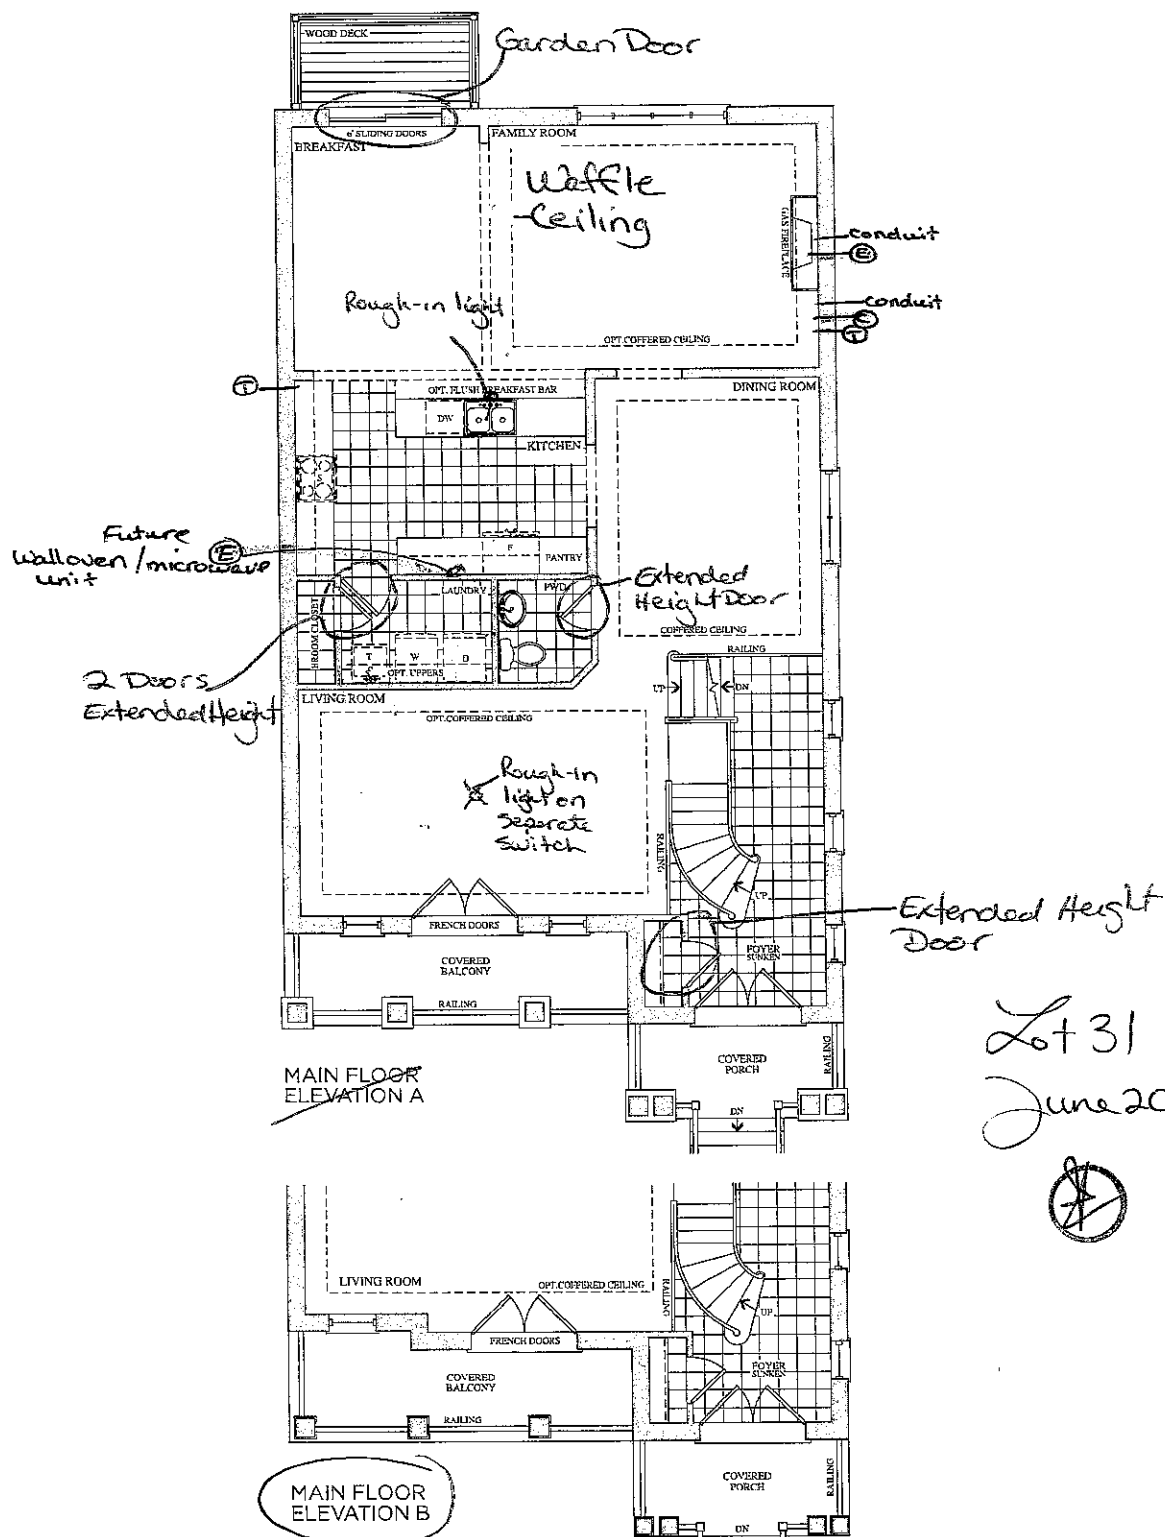 WOOD DECK
Garden Door
6' SLIDING DOORS
BREAKFAST
FAMILY ROOM
Waffle
-Ceiling
GAS FIREPLACE
conduit
E
Rough-in light
conduit
C
T
OPT. COFFERED CEILING
T
OPT. FLUSH BREAKFAST BAR
DINING ROOM
DW
KITCHEN
Future
Walloven/microwave
unit
E
F
PANTRY
LAUNDRY
PWD
Extended
Height Door
BROOM CLOSET
T
W
D
OPT. UPPERS
COFFERED CEILING
RAILING
2 Doors
Extended Height
LIVING ROOM
UP
DN
OPT. COFFERED CEILING
Rough-in
light on
Separate
Switch
RAILING
UP
Extended Height
Door
FRENCH DOORS
FOYER
SUNKEN
COVERED
BALCONY
RAILING
Lot 31
COVERED
PORCH
RAILING
MAIN FLOOR
ELEVATION A
DN
June 20
LIVING ROOM
OPT. COFFERED CEILING
RAILING
UP
FRENCH DOORS
FOYER
SUNKEN
COVERED
BALCONY
RAILING
COVERED
PORCH
RAILING
MAIN FLOOR
ELEVATION B
DN